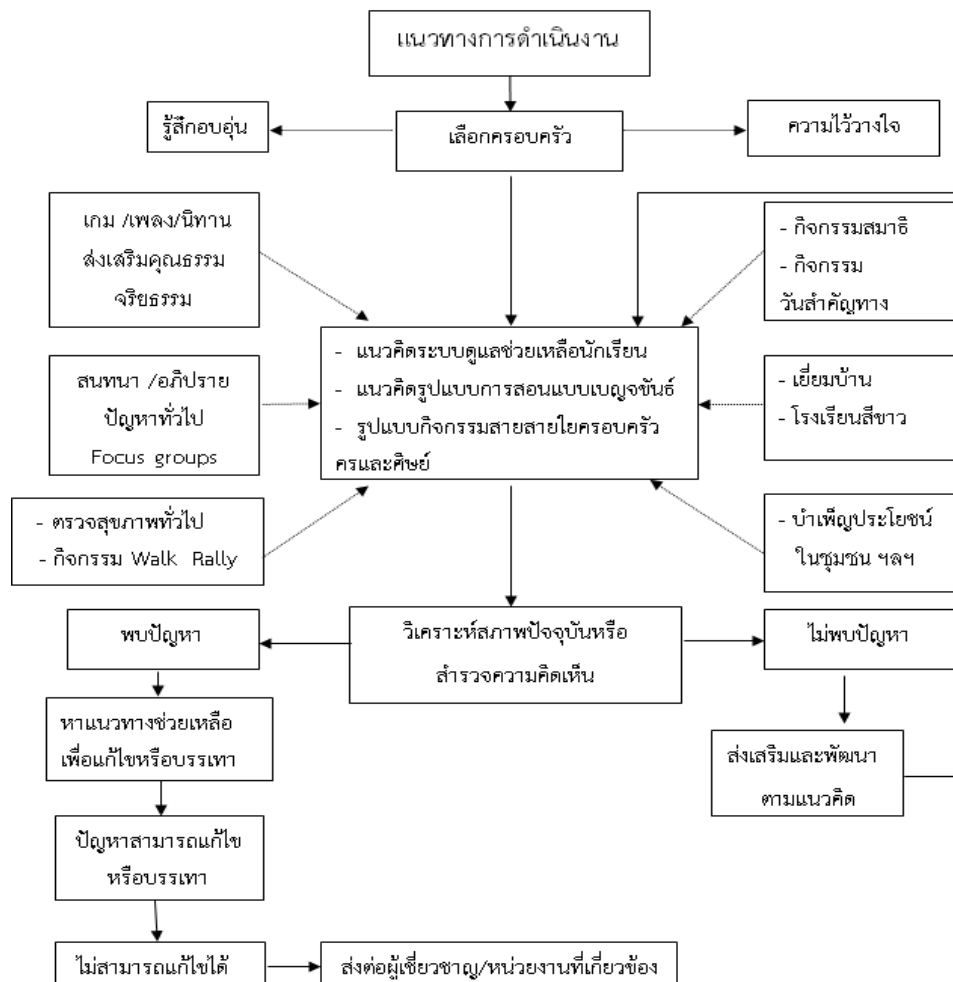 แนวทางการดำเนินงาน
รู้สึกอบอุ่น
เลือกครอบครัว
ความไว้วางใจ
เกม /เพลง/นิทาน
ส่งเสริมคุณธรรม
จริยธรรม
- กิจกรรมสมาธิ
- กิจกรรม
วันสำคัญทาง
- แนวคิดระบบดูแลช่วยเหลือนักเรียน
- แนวคิดรูปแบบการสอนแบบเบญจขันธ์
- รูปแบบกิจกรรมสายสายใยครอบครัว
ครและศิษย์
สนทนา /อภิปราย
ปัญหาทั่วไป
Focus groups
- เยี่ยมบ้าน
- โรงเรียนสีขาว
- ตรวจสุขภาพทั่วไป
- กิจกรรม Walk Rally
- บำเพ็ญประโยชน์
ในชุมชน ฯลฯ
พบปัญหา
วิเคราะห์สภาพปัจจุบันหรือ
สำรวจความคิดเห็น
ไม่พบปัญหา
หาแนวทางช่วยเหลือ
เพื่อแก้ไขหรือบรรเทา
ส่งเสริมและพัฒนา
ตามแนวคิด
ปัญหาสามารถแก้ไข
หรือบรรเทา
ไม่สามารถแก้ไขได้
ส่งต่อผู้เชี่ยวชาญ/หน่วยงานที่เกี่ยวข้อง